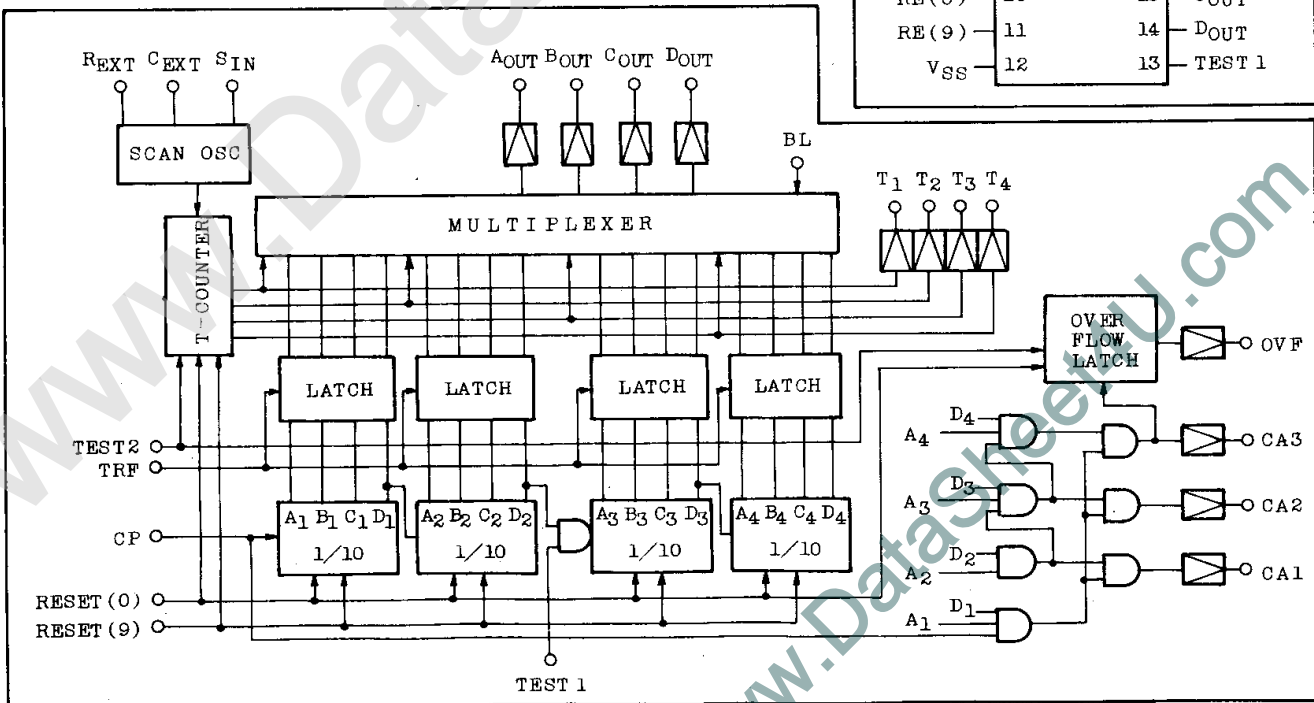 RE(9) 11 14 DOUT
VSS 12 13 TEST 1
REXT CEXT SIN
SCAN OSC
AOUT BOUT COUT DOUT
BL
MULTIPLEXER
T1 T2 T3 T4
T-COUNTER
LATCH LATCH LATCH LATCH
OVER
FLOW
LATCH
OVF
TEST2
TRF
CP
A1 B1 C1 D1
1/10
A2 B2 C2 D2
1/10
A3 B3 C3 D3
1/10
A4 B4 C4 D4
1/10
RESET(0)
RESET(9)
TEST 1
D4
A4
CA3
D3
A3
CA2
D2
A2
CA1
D1
A1
www.DataSheet4U.com